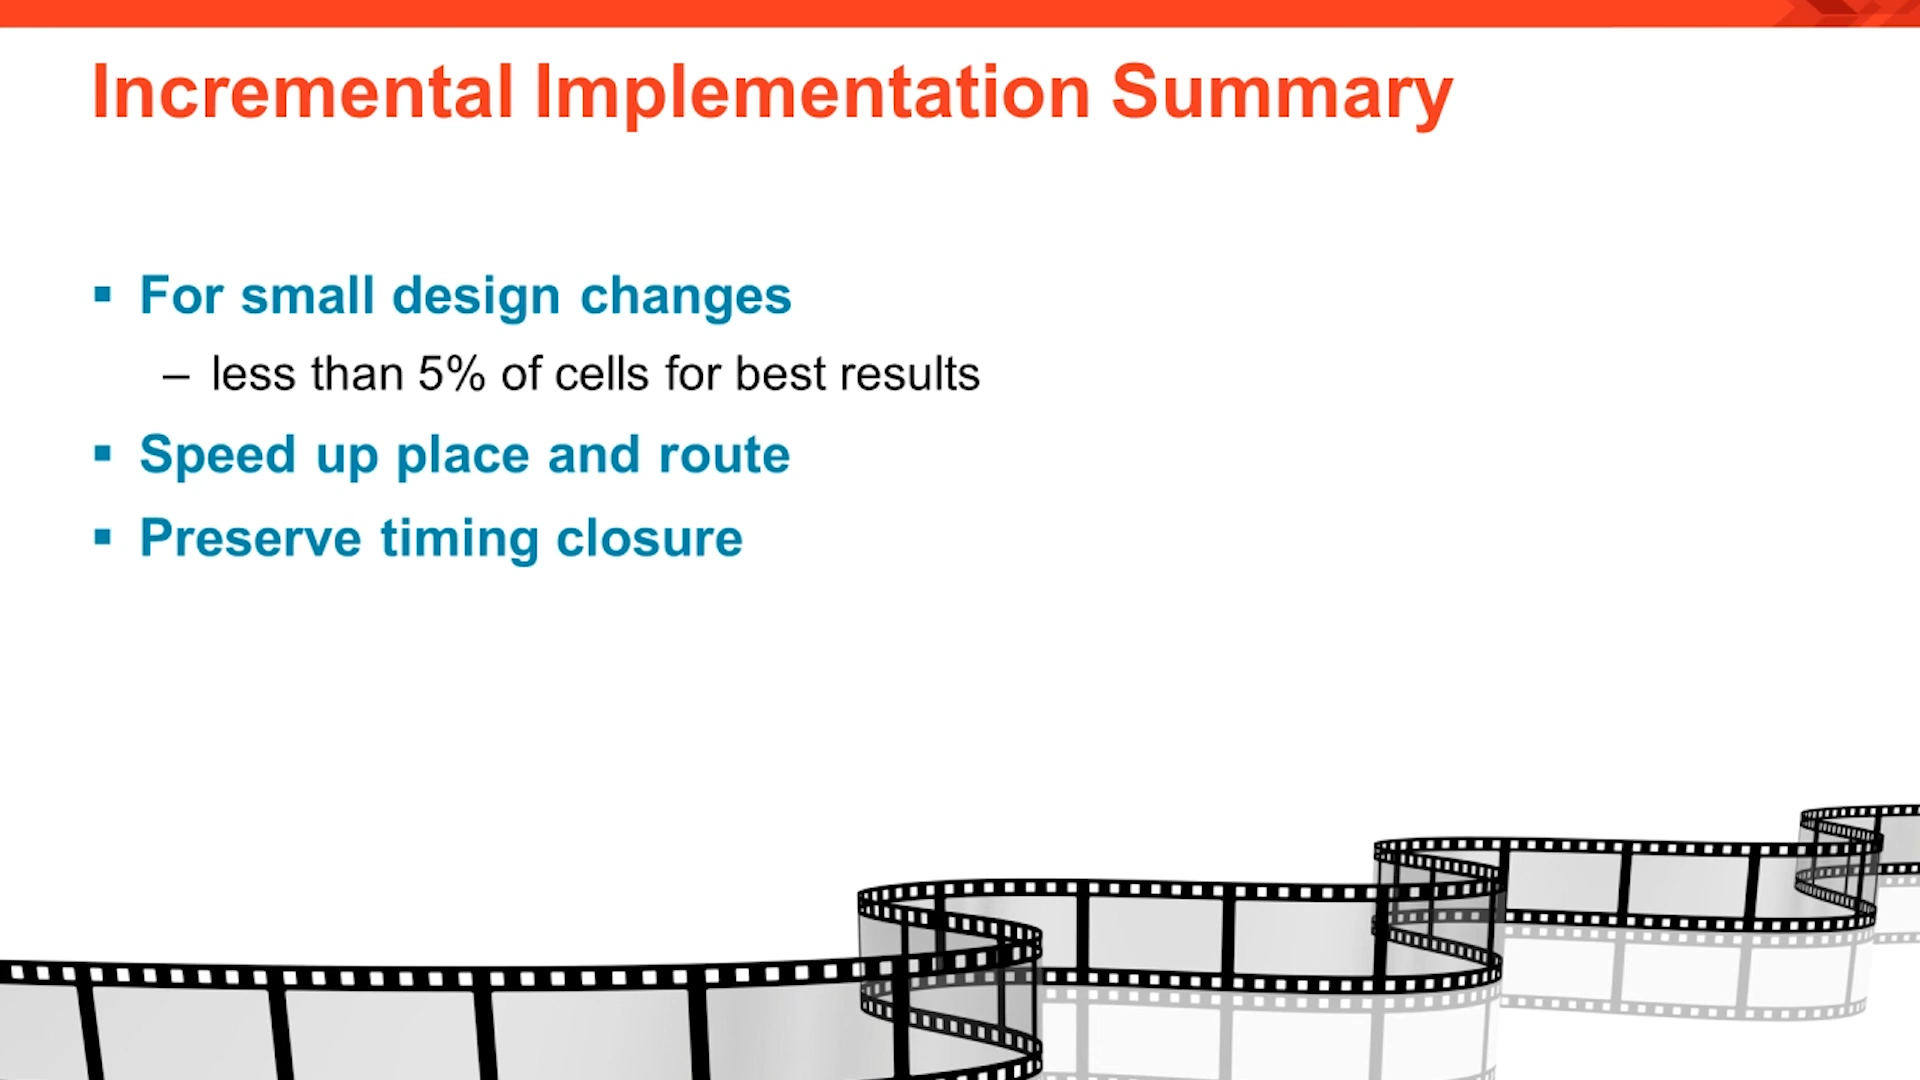 Incremental Implementation Summary
▪ For small design changes
– less than 5% of cells for best results
▪ Speed up place and route
▪ Preserve timing closure